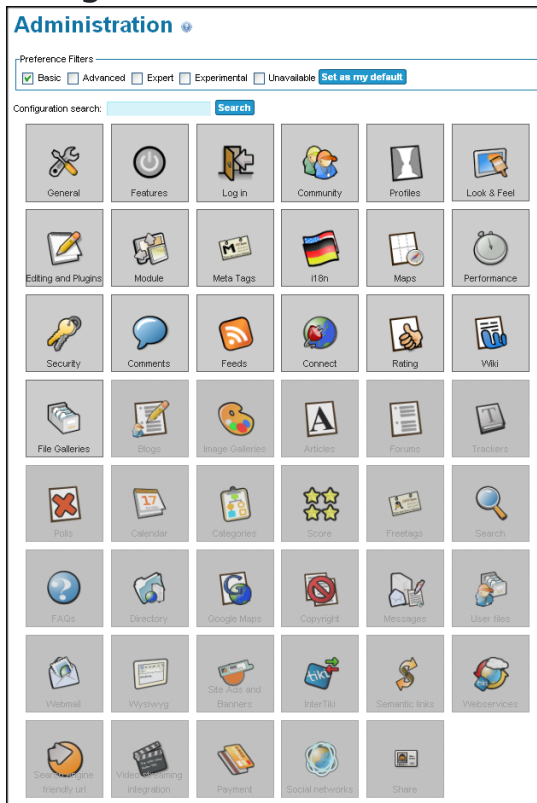 Administration
Preference Filters
Basic Advanced Expert Experimental Unavailable Set as my default
Configuration search: Search
General Features Log in Community Profiles Look & Feel
Editing and Plugins Module Meta Tags i18n Maps Performance
Security Comments Feeds Connect Rating Wiki
File Galleries Blogs Image Galleries Articles Forums Trackers
17
Polls Calendar Categories Score Freetags Search
FAQs Directory Google Maps Copyright Messages User files
tiki
Site Ads and
Webmail Wysiwyg Banners InterTiki Semantic links Webservices
Search engine Video streaming
friendly url integration Payment Social networks Share